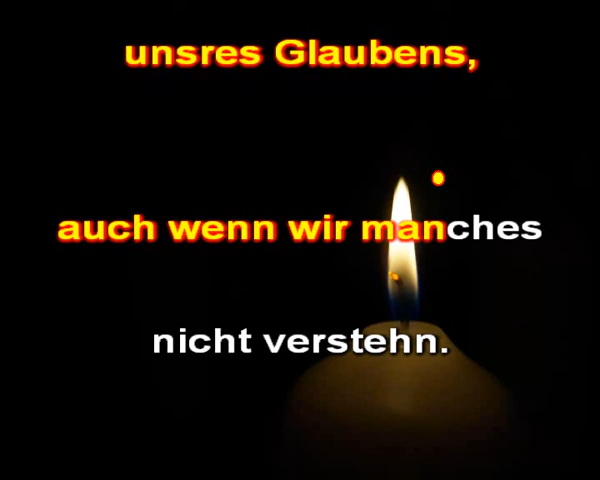 unsres Glaubens,
auch wenn wir manches
nicht verstehn.